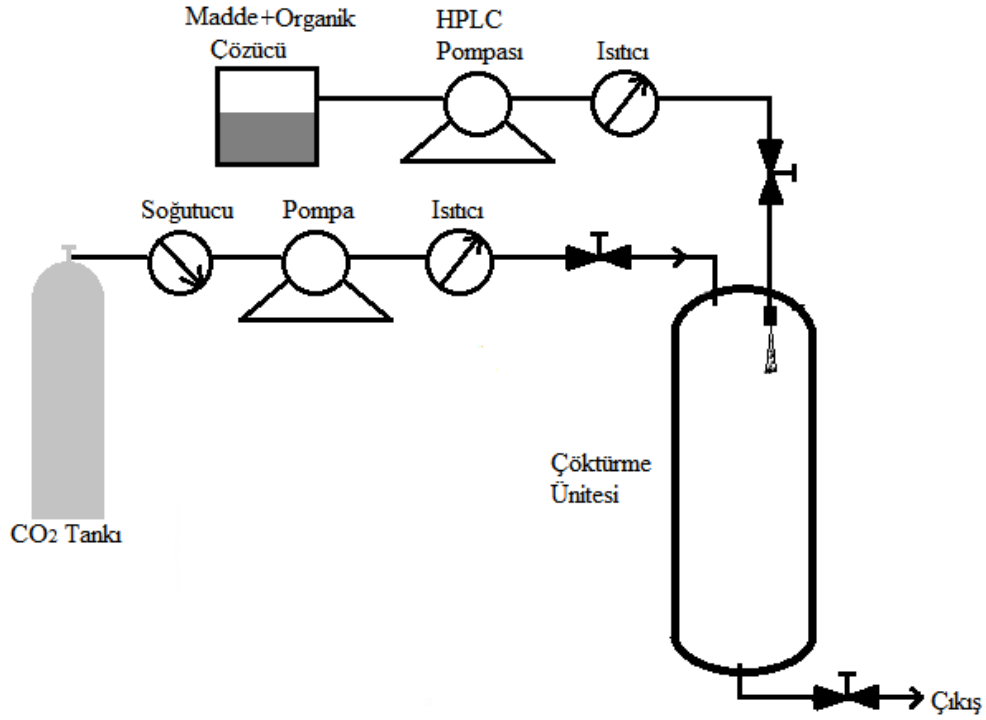 Madde+Organik
Çözücü
HPLC
Pompası
Isıtıcı
Soğutucu
Pompa
Isıtıcı
Çöktürme
Ünitesi
CO2 Tankı
Çıkış